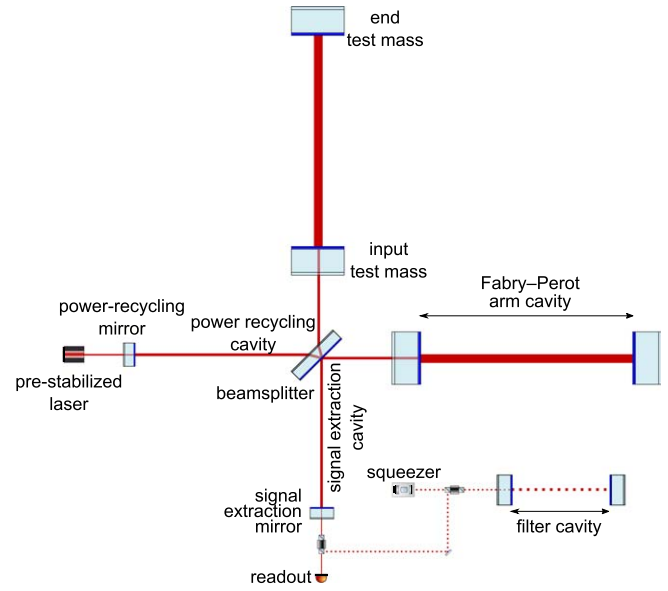 end
test mass
input
test mass
Fabry–Perot
arm cavity
power-recycling
mirror
power recycling
cavity
pre-stabilized
laser
beamsplitter
signal extraction
cavity
squeezer
signal
extraction
mirror
filter cavity
readout